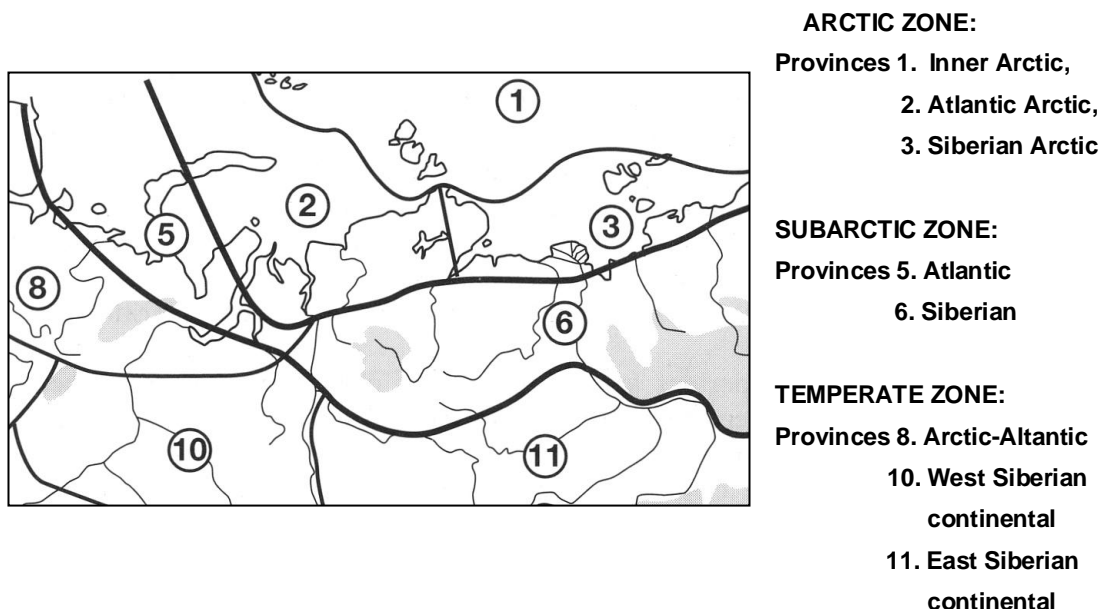 1
2
3
5
8
6
10
11
ARCTIC ZONE:
Provinces 1. Inner Arctic,
2. Atlantic Arctic,
3. Siberian Arctic
SUBARCTIC ZONE:
Provinces 5. Atlantic
6. Siberian
TEMPERATE ZONE:
Provinces 8. Arctic-Altantic
10. West Siberian
continental
11. East Siberian
continental